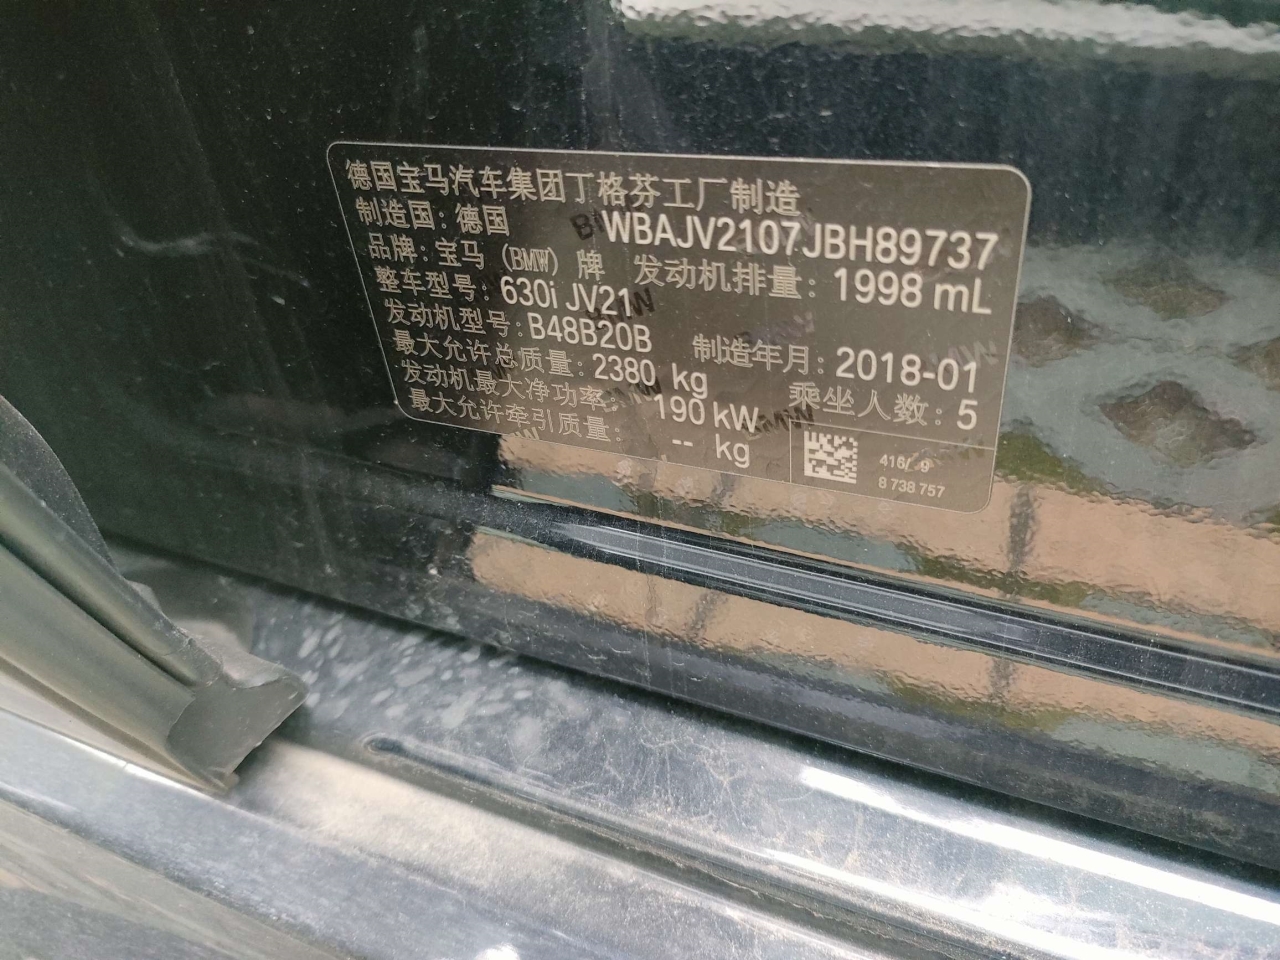 德国宝马汽车集团丁格芬工厂制造
制造国：德国 WBAJV2107JBH89737
品牌：宝马（BMW）牌 发动机排量：1998 mL
整车型号：630i JV21
发动机型号：B48B20B 制造年月：2018-01
最大允许总质量：2380 kg 乘坐人数：5
发动机最大净功率： 190 kW
最大允许牵引质量： -- kg
8 738 757